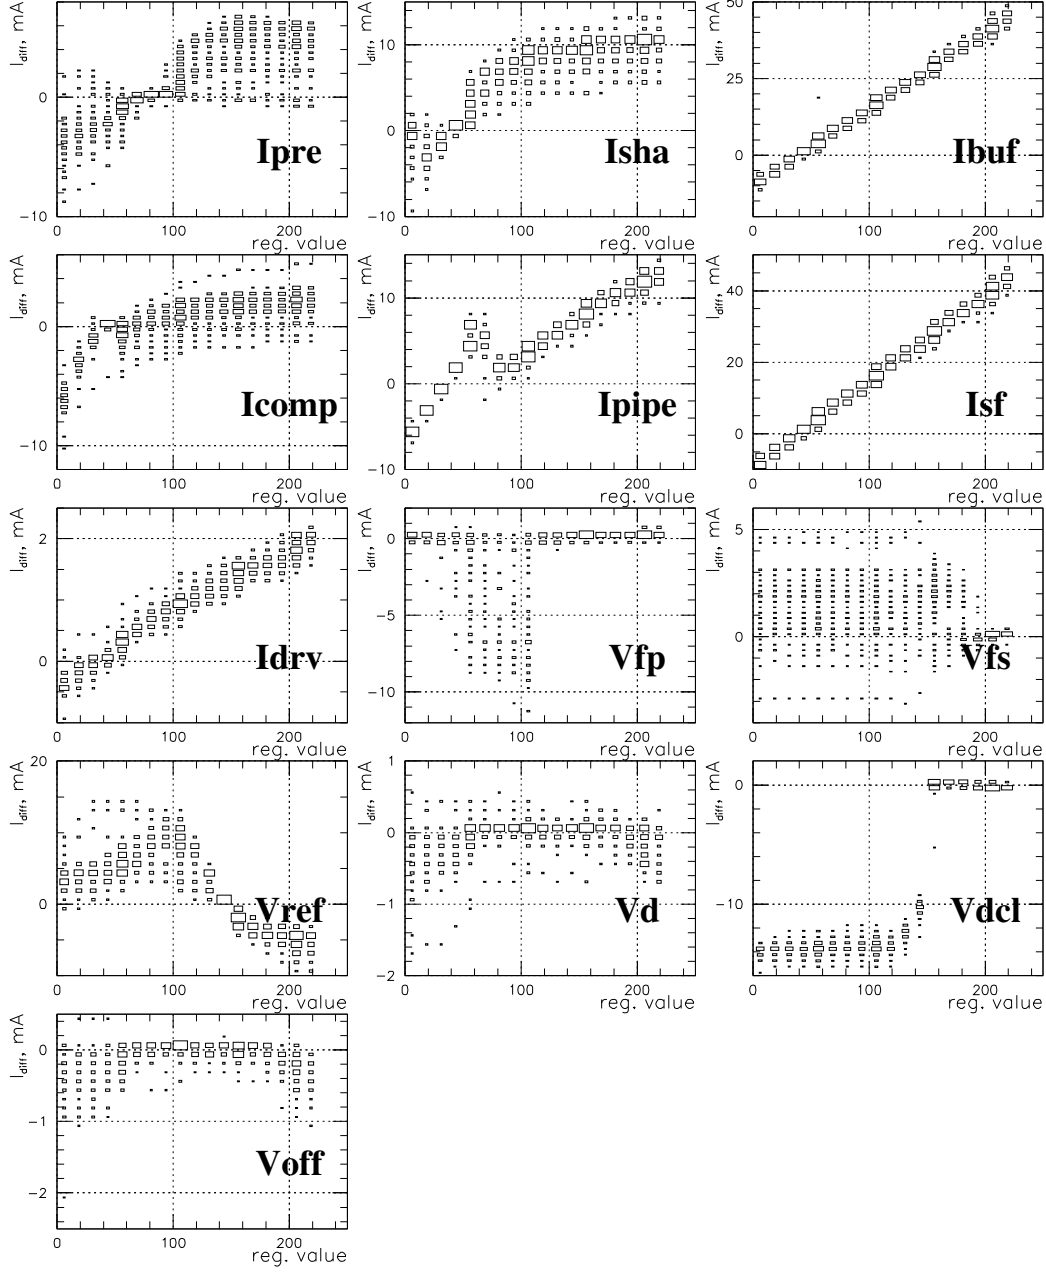 I_diff, mA
0
-10
Ipre
0 100 200
reg. value
I_diff, mA
10
0
-10
Isha
0 100 200
reg. value
I_diff, mA
50
25
0
Ibuf
0 100 200
reg. value
I_diff, mA
0
-10
Icomp
0 100 200
reg. value
I_diff, mA
10
0
-10
Ipipe
0 100 200
reg. value
I_diff, mA
40
20
0
Isf
0 100 200
reg. value
I_diff, mA
2
0
Idrv
0 100 200
reg. value
I_diff, mA
0
-5
-10
Vfp
0 100 200
reg. value
I_diff, mA
5
0
Vfs
0 100 200
reg. value
I_diff, mA
20
0
Vref
0 100 200
reg. value
I_diff, mA
1
0
-1
-2
Vd
0 100 200
reg. value
I_diff, mA
0
-10
Vdcl
0 100 200
reg. value
I_diff, mA
0
-1
-2
Voff
0 100 200
reg. value